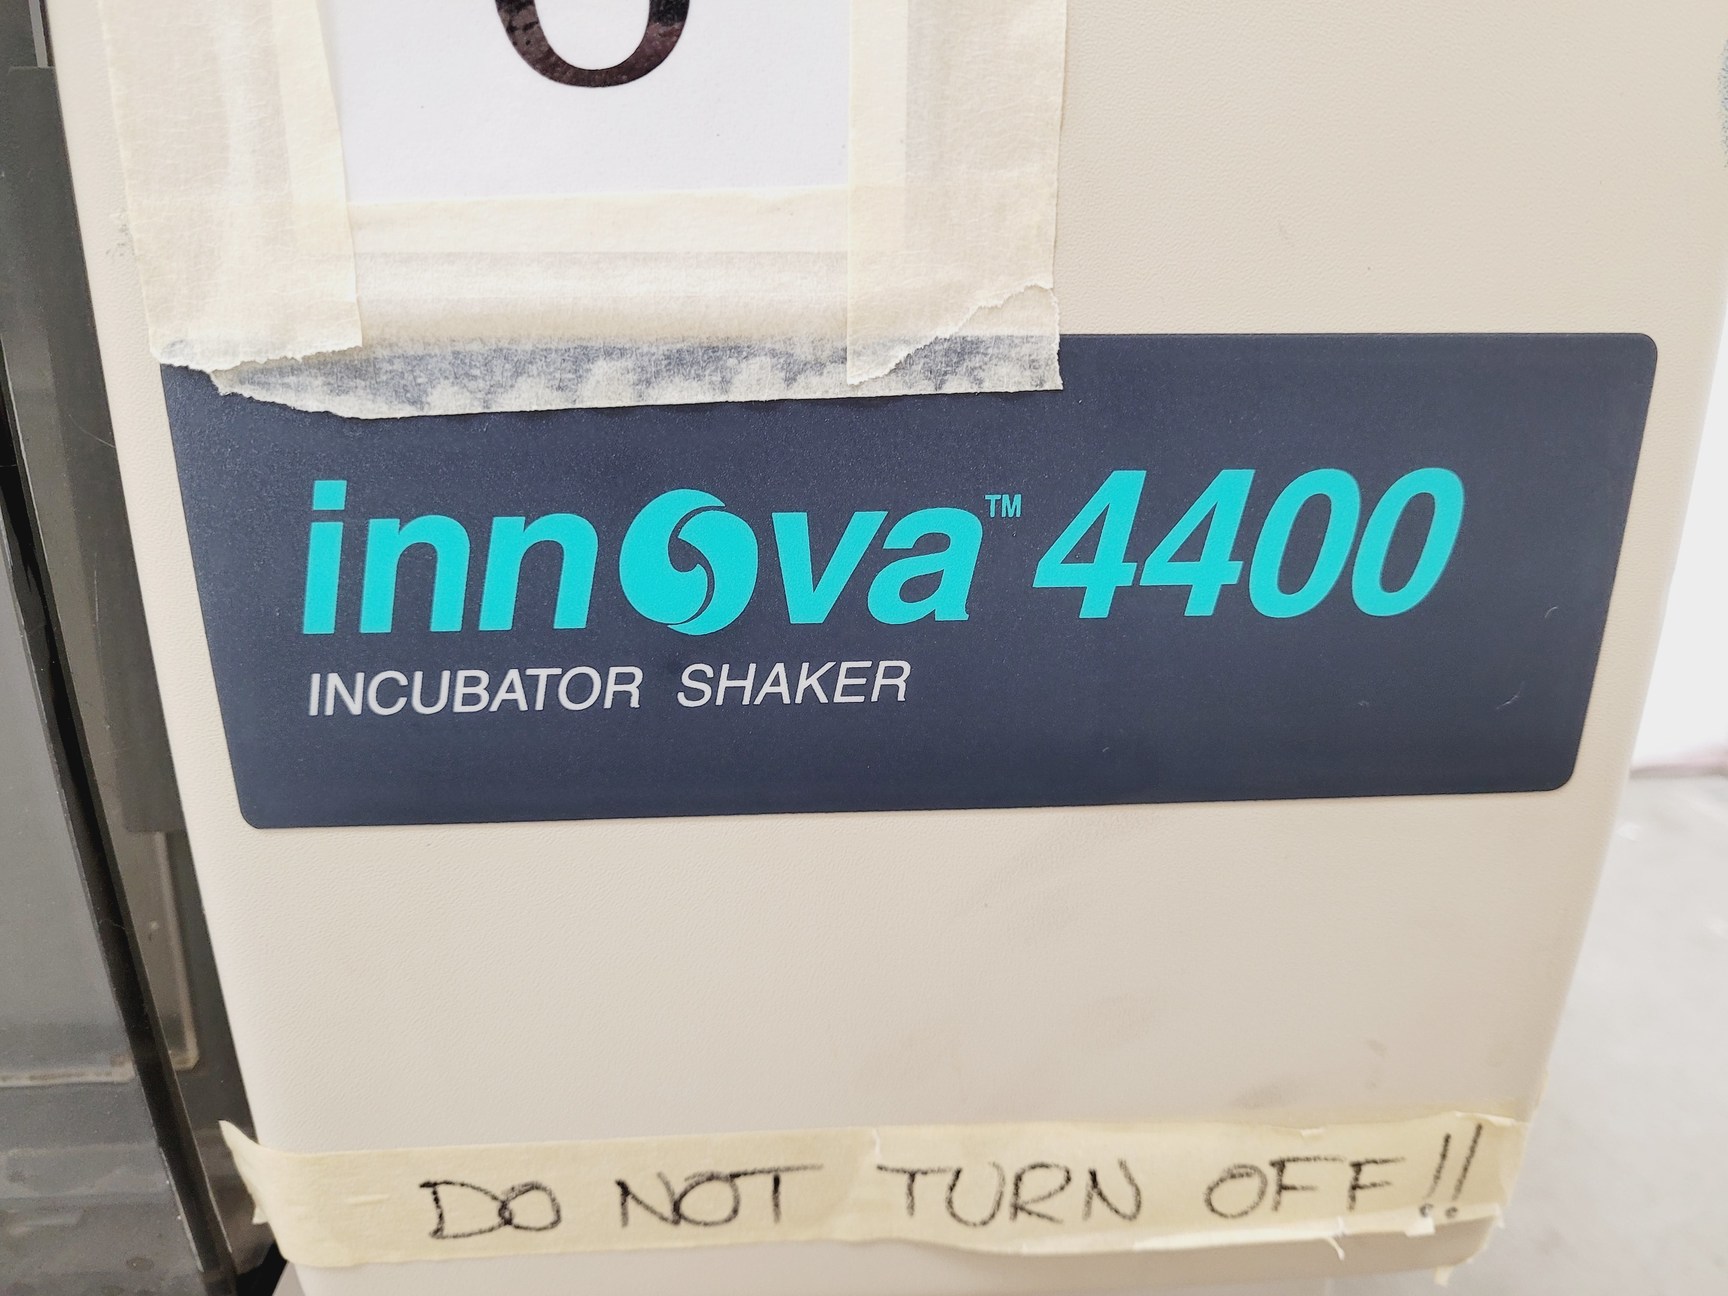 innova™ 4400
INCUBATOR SHAKER
DO NOT TURN OFF!!